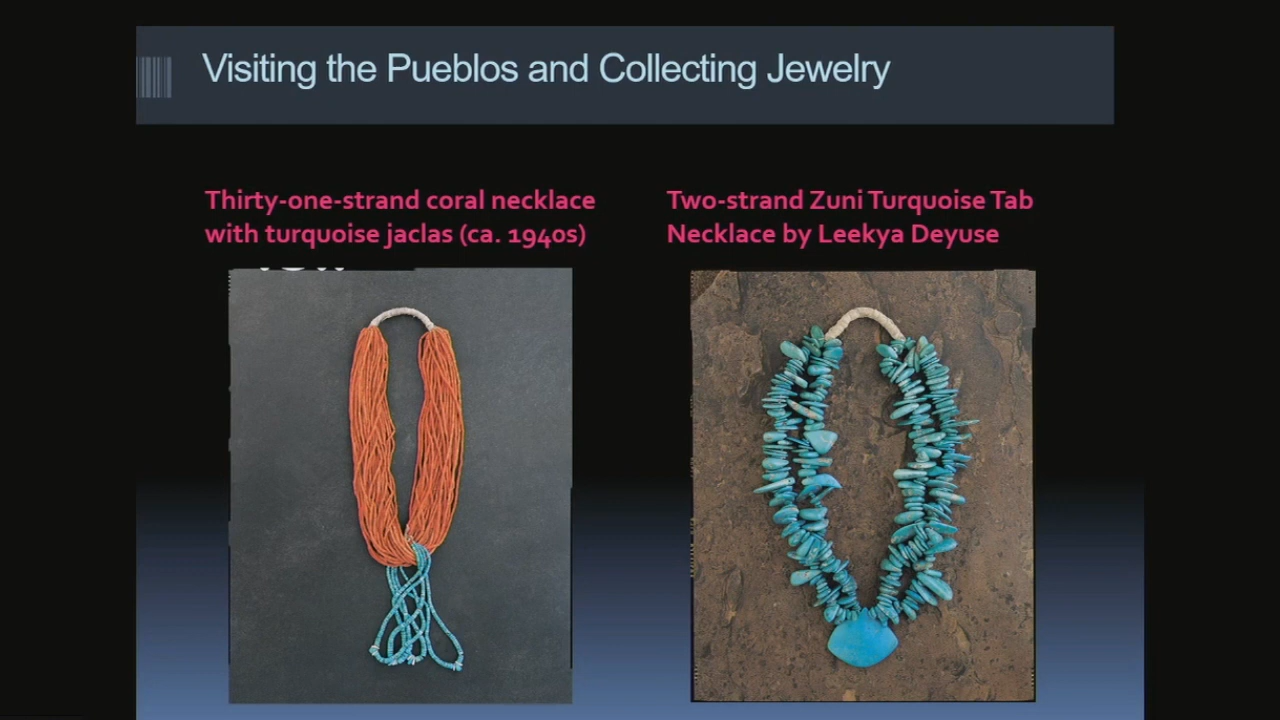 Visiting the Pueblos and Collecting Jewelry
Thirty-one-strand coral necklace
with turquoise jaclas (ca. 1940s)
Two-strand Zuni Turquoise Tab
Necklace by Leekya Deyuse